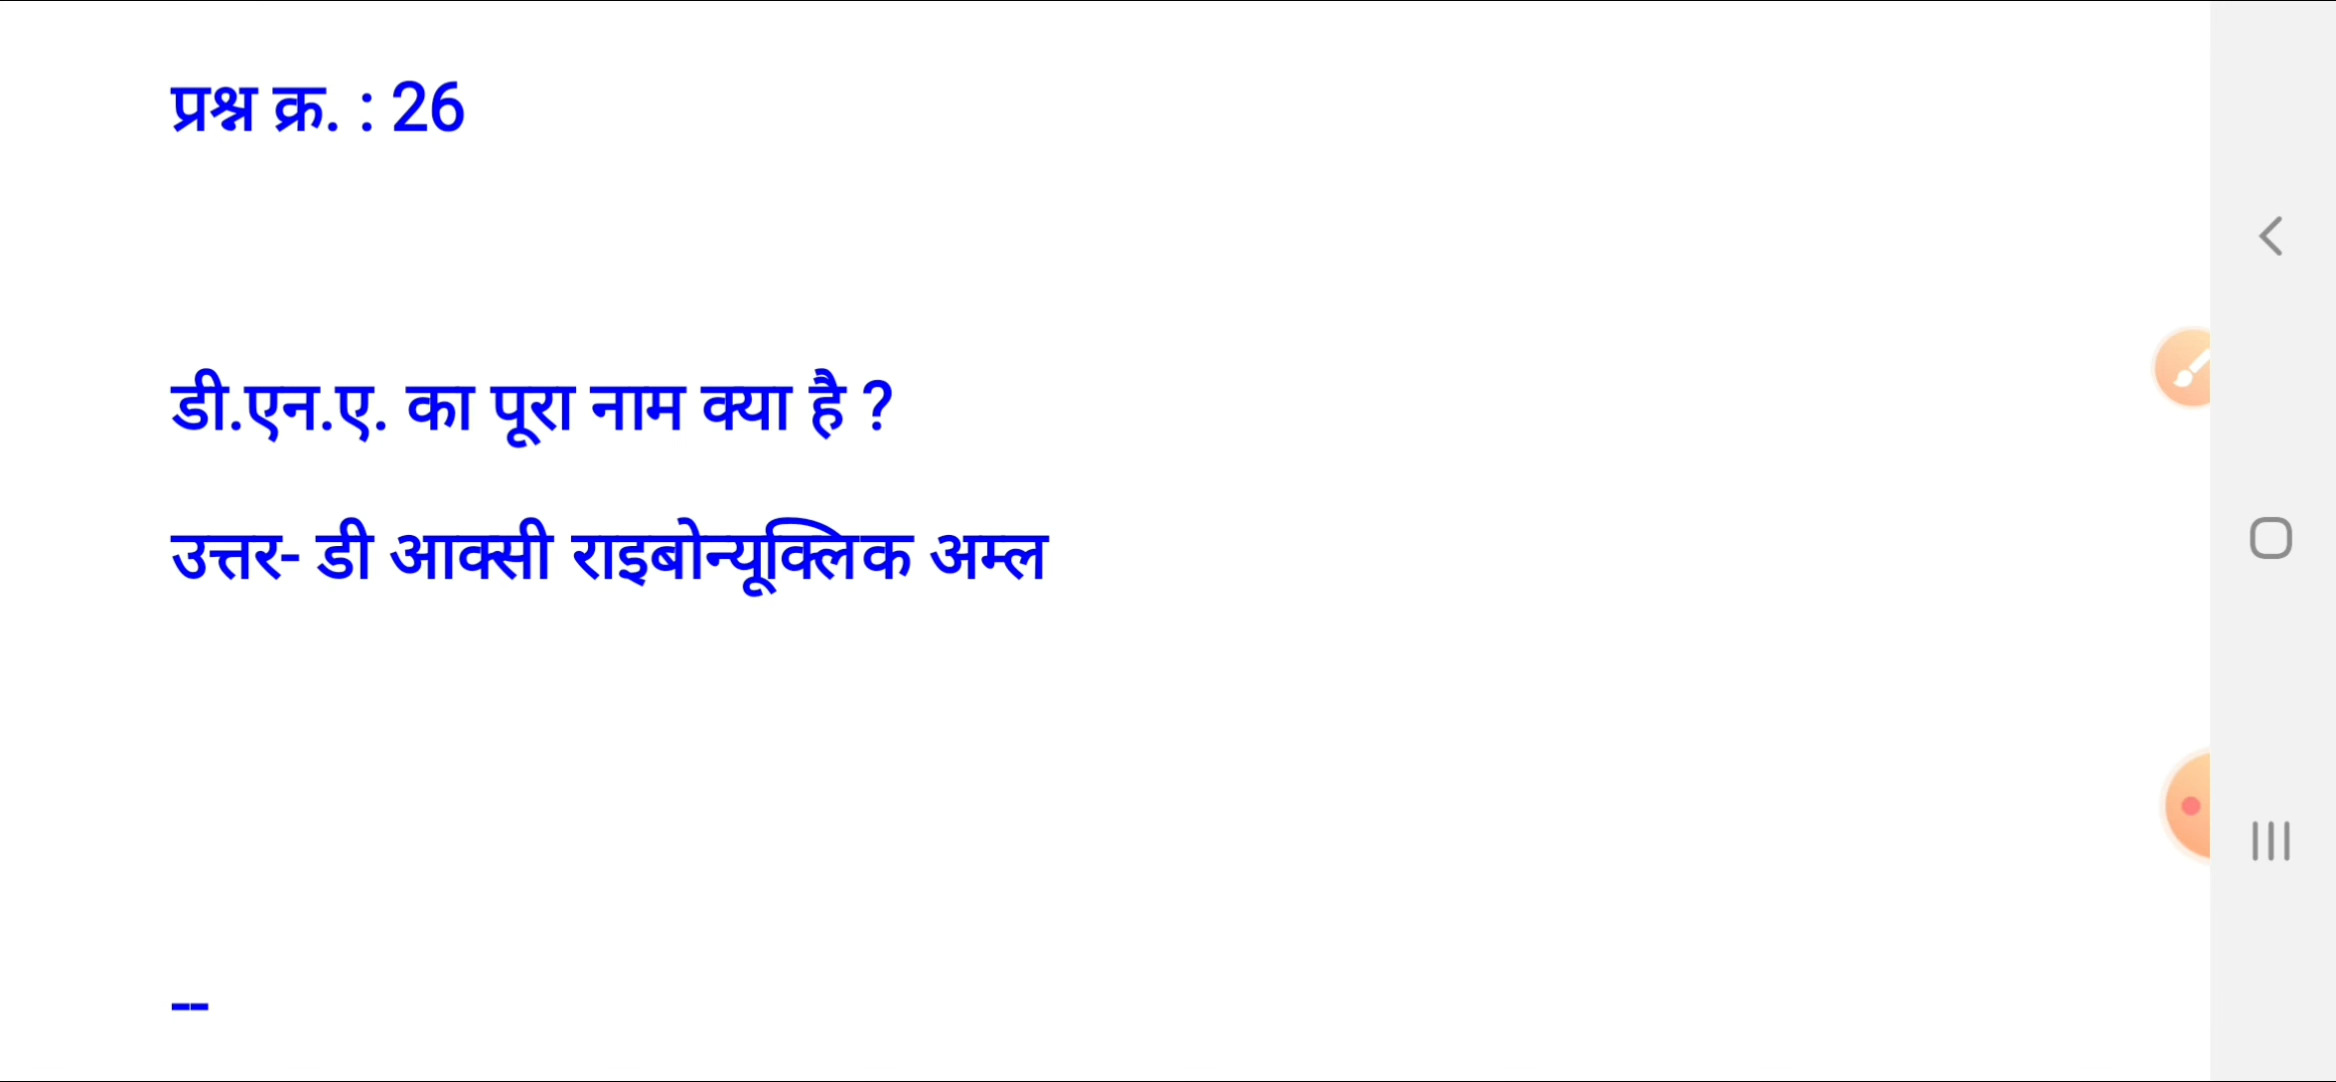 प्रश्न क्र. : 26
डी.एन.ए. का पूरा नाम क्या है ?
उत्तर- डी आक्सी राइबोन्यूक्लिक अम्ल
--